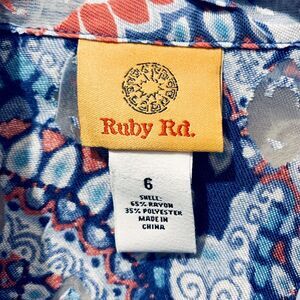 Ruby Rd.
6
SHELL:
65% RAYON
35% POLYESTER
MADE IN
CHINA